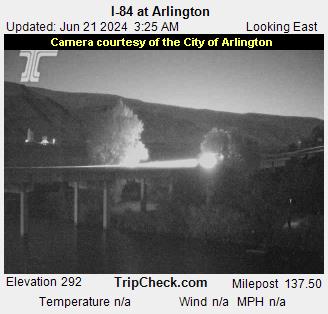 I-84 at Arlington
Updated: Jun 21 2024 3:25 AM Looking East
Camera courtesy of the City of Arlington
Elevation 292 TripCheck.com Milepost 137.50
Temperature n/a Wind n/a MPH n/a